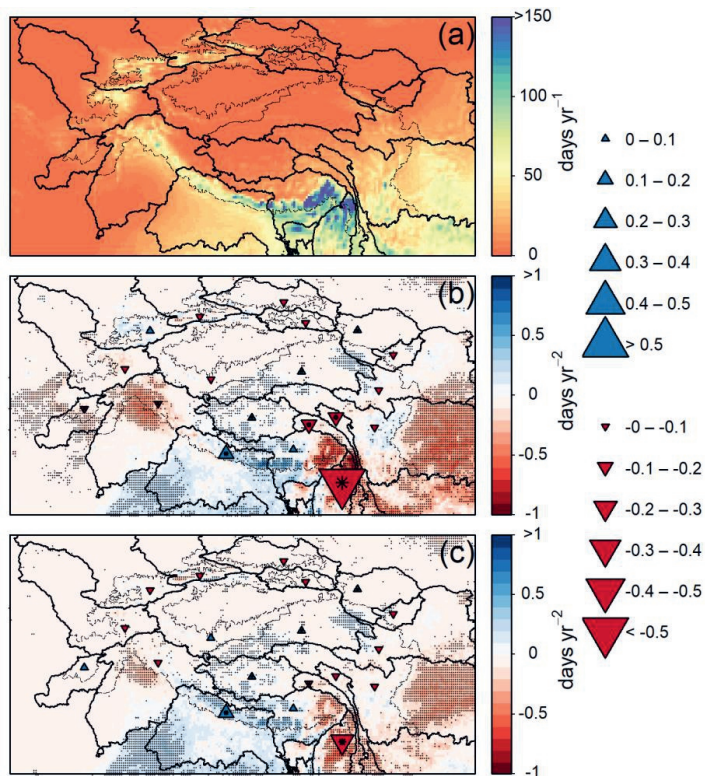 (a)
>150
100
50
0
days yr⁻¹
(b)
>1
0.5
0
-0.5
-1
days yr⁻²
(c)
>1
0.5
0
-0.5
-1
days yr⁻²
0 – 0.1
0.1 – 0.2
0.2 – 0.3
0.3 – 0.4
0.4 – 0.5
> 0.5
-0 – -0.1
-0.1 – -0.2
-0.2 – -0.3
-0.3 – -0.4
-0.4 – -0.5
< -0.5